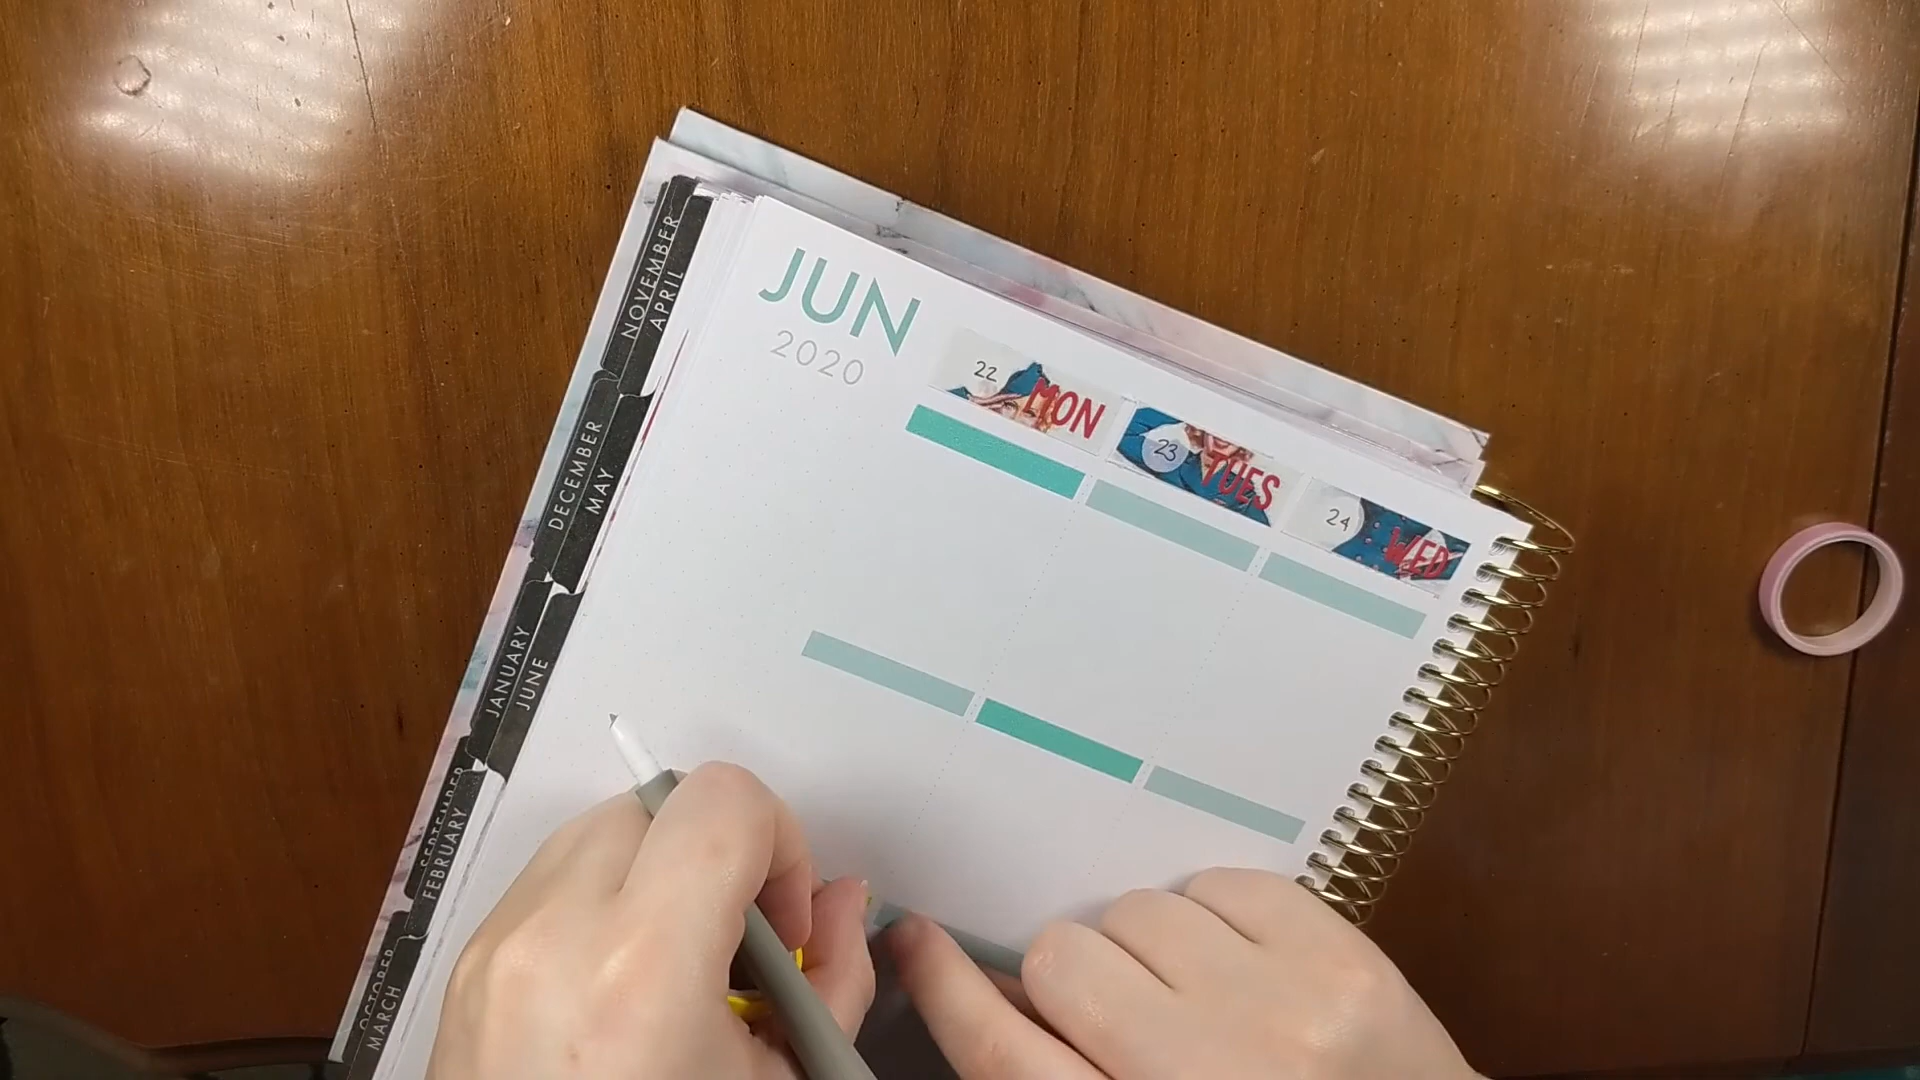 JUN
2020
22 MON
23 TUES
24 WED
NOVEMBER
APRIL
DECEMBER
MAY
JANUARY
JUNE
SEPTEMBER
FEBRUARY
OCTOBER
MARCH